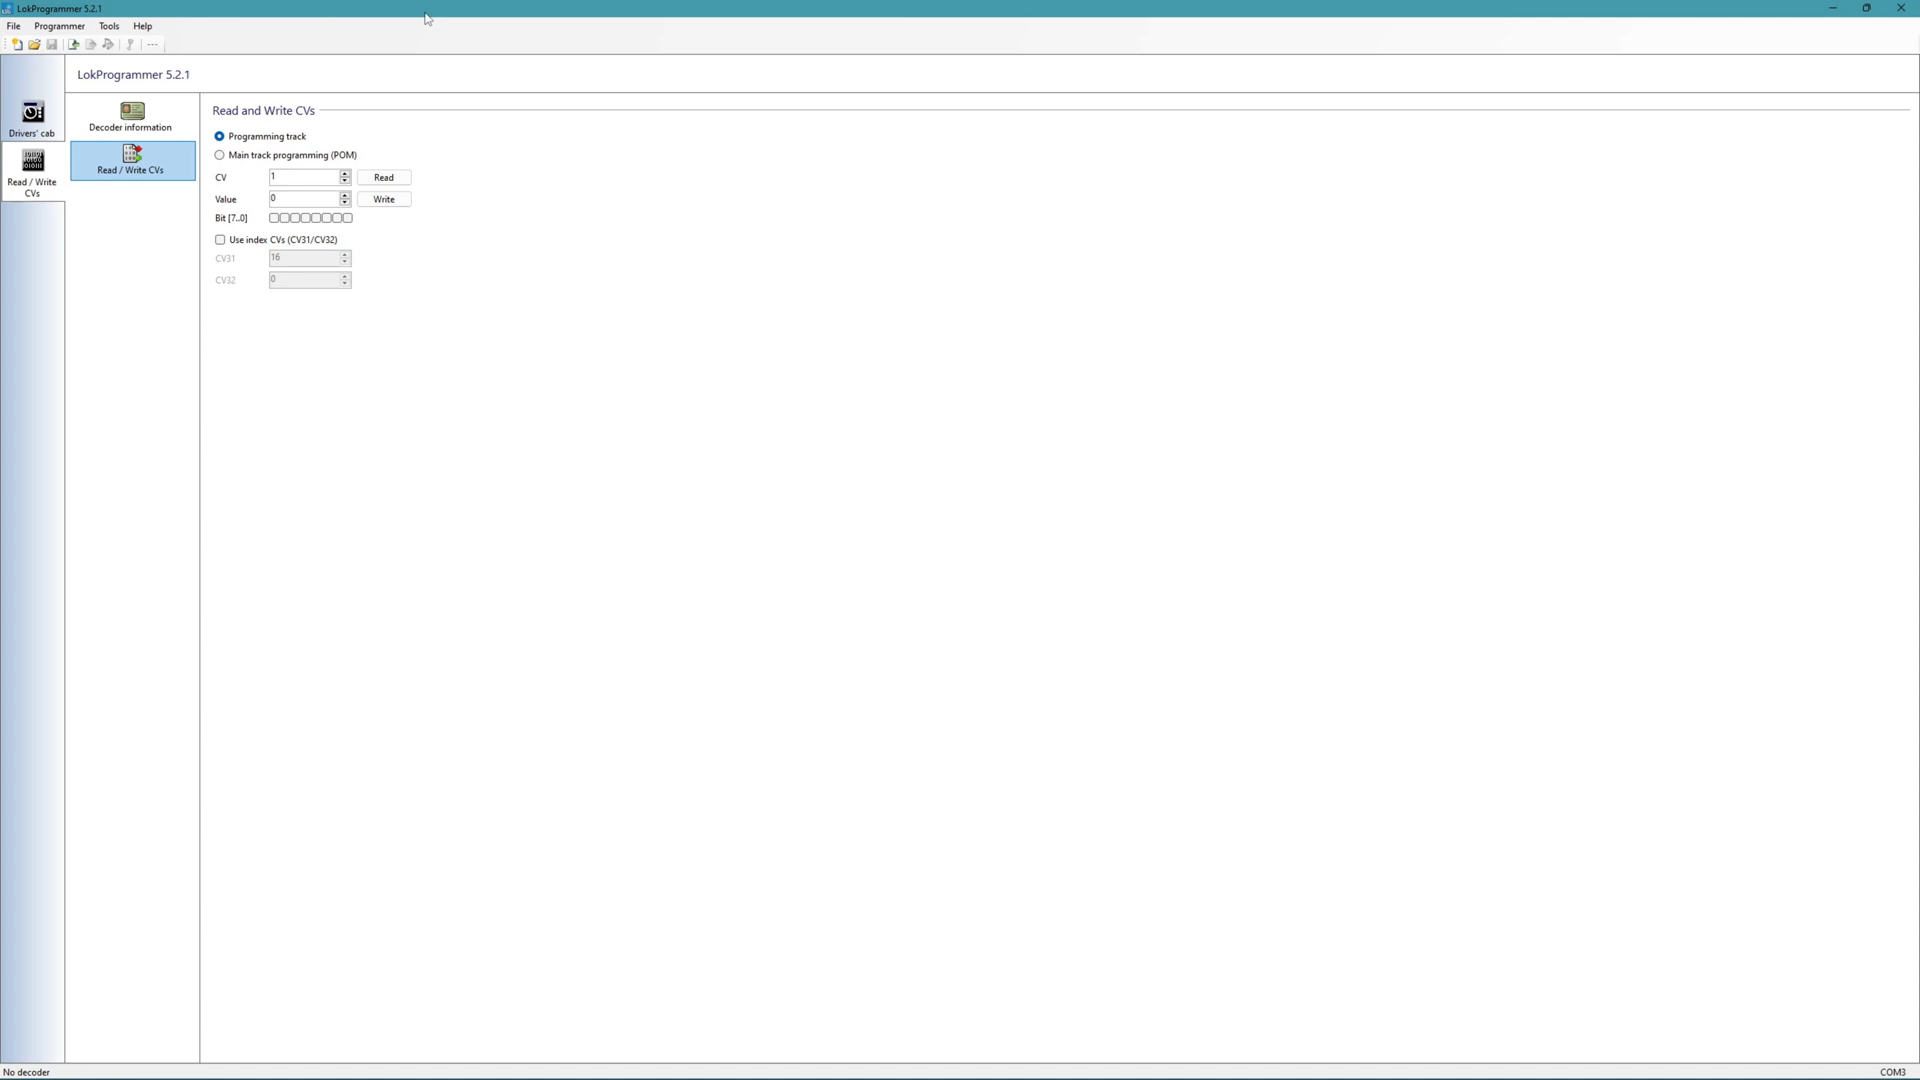 LokProgrammer 5.2.1
File Programmer Tools Help
LokProgrammer 5.2.1
Drivers' cab
Read / Write
CVs
Decoder information
Read / Write CVs
Read and Write CVs
Programming track
Main track programming (POM)
CV 1 Read
Value 0 Write
Bit [7..0]
Use index CVs (CV31/CV32)
CV31 16
CV32 0
No decoder COM3